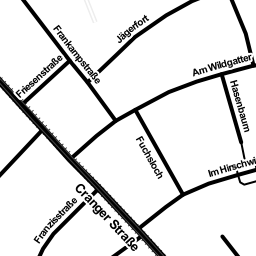 Jägerfort
Frankampstraße
Friesenstraße
Am Wildgatter
Hasenbaum
Fuchsloch
Im Hirschwi
Cranger Straße
Franzisstraße